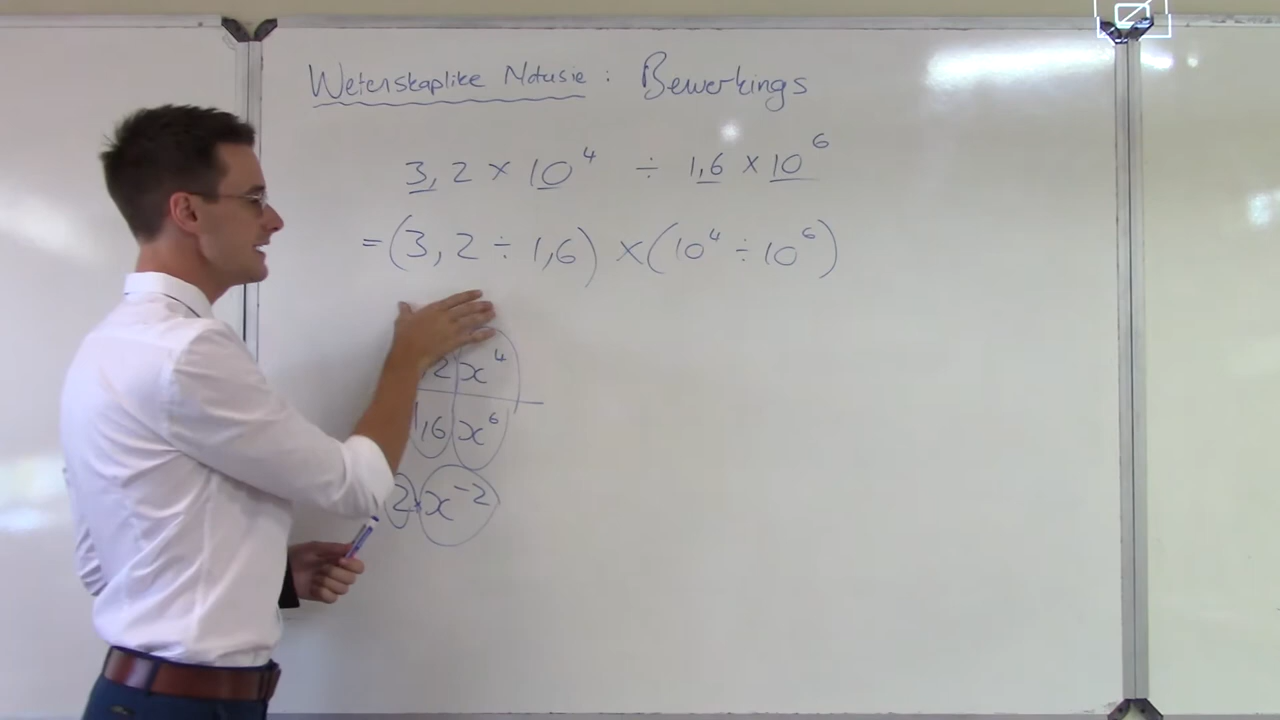 Wetenskaplike Notasie : Bewerkings
3,2 × 10⁴ ÷ 1,6 × 10⁶
= (3,2 ÷ 1,6) × (10⁴ ÷ 10⁶)
,2 x⁴
1,6 x⁶
2 × x⁻²